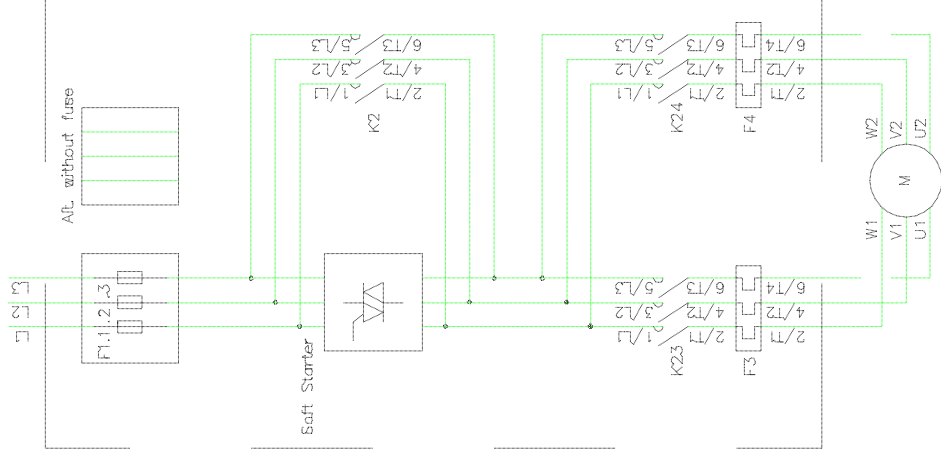 5/L3 6/T3
3/L2 4/T2
1/L1 2/T1
K2
5/L3 6/T3 6/T4
3/L2 4/T2 4/T2
1/L1 2/T1 2/T1
K24
F4
Alt without fuse
W2
V2
U2
M
W1
V1
U1
L3
L2
L1
F1.1 .2 .3
Soft Starter
5/L3 6/T3 6/T4
3/L2 4/T2 4/T2
1/L1 2/T1 2/T1
K23
F3